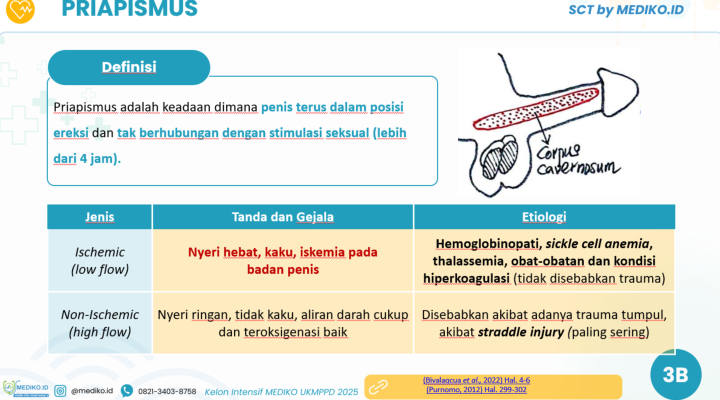 PRIAPISMUS
SCT by MEDIKO.ID
Definisi
Priapismus adalah keadaan dimana penis terus dalam posisi
ereksi dan tak berhubungan dengan stimulasi seksual (lebih
dari 4 jam).
Corpus
cavernosum
Jenis
Tanda dan Gejala
Etiologi
Ischemic
(low flow)
Nyeri hebat, kaku, iskemia pada
badan penis
Hemoglobinopati, sickle cell anemia,
thalassemia, obat-obatan dan kondisi
hiperkoagulasi (tidak disebabkan trauma)
Non-Ischemic
(high flow)
Nyeri ringan, tidak kaku, aliran darah cukup
dan teroksigenasi baik
Disebabkan akibat adanya trauma tumpul,
akibat straddle injury (paling sering)
3B
MEDIKO.ID
@mediko.id
0821-3403-8758
Kelon Intensif MEDIKO UKMPPD 2025
(Bivalaqcua et al., 2022) Hal. 4-6
(Purnomo, 2012) Hal. 299-302